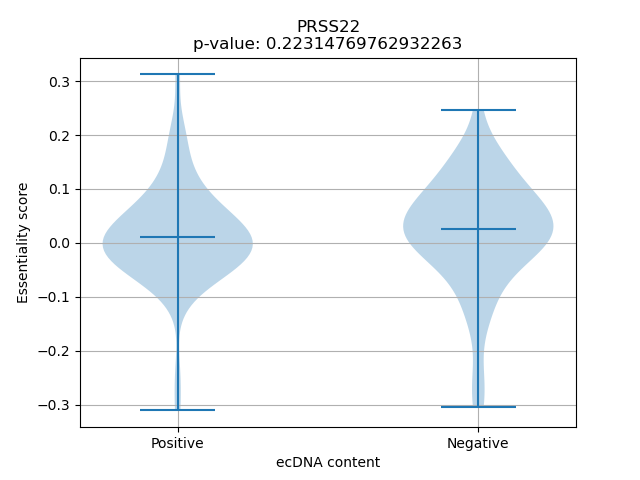 PRSS22
p-value: 0.22314769762932263
Essentiality score
0.3
0.2
0.1
0.0
−0.1
−0.2
−0.3
Positive
Negative
ecDNA content